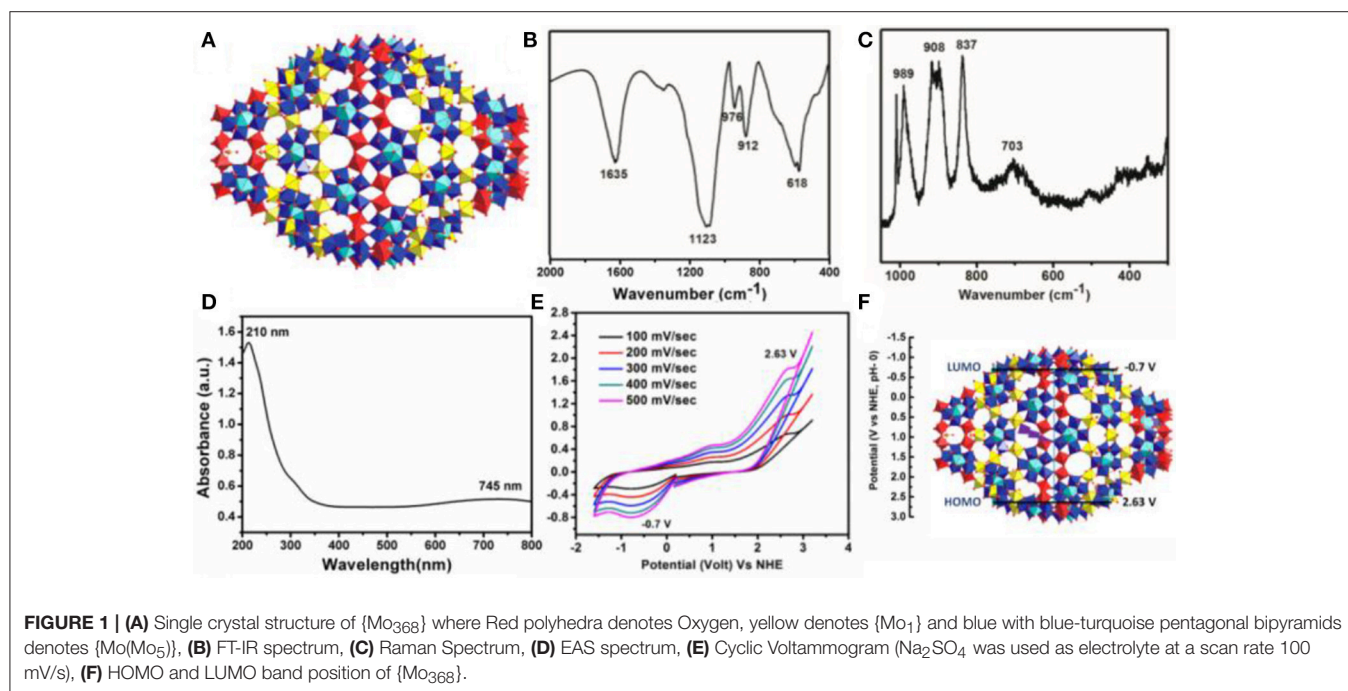 A
B
1635
1123
976
912
618
2000 1600 1200 800 400
Wavenumber (cm-1)
C
989
908
837
703
1000 800 600 400
Wavenumber (cm-1)
D
210 nm
745 nm
1.6
1.4
1.2
1.0
0.8
0.6
0.4
Absorbance (a.u.)
200 300 400 500 600 700 800
Wavelength(nm)
E
2.8
2.4
2.0
1.6
1.2
0.8
0.4
0.0
-0.4
-0.8
100 mV/sec
200 mV/sec
300 mV/sec
400 mV/sec
500 mV/sec
2.63 V
-0.7 V
-2 -1 0 1 2 3 4
Potential (Volt) Vs NHE
F
Potential (V vs NHE, pH- 0)
-1.5
-1.0
-0.5
0.0
0.5
1.0
1.5
2.0
2.5
3.0
LUMO
-0.7 V
HOMO
2.63 V
FIGURE 1 | (A) Single crystal structure of {Mo368} where Red polyhedra denotes Oxygen, yellow denotes {Mo1} and blue with blue-turquoise pentagonal bipyramids
denotes {Mo(Mo5)}, (B) FT-IR spectrum, (C) Raman Spectrum, (D) EAS spectrum, (E) Cyclic Voltammogram (Na2SO4 was used as electrolyte at a scan rate 100
mV/s), (F) HOMO and LUMO band position of {Mo368}.